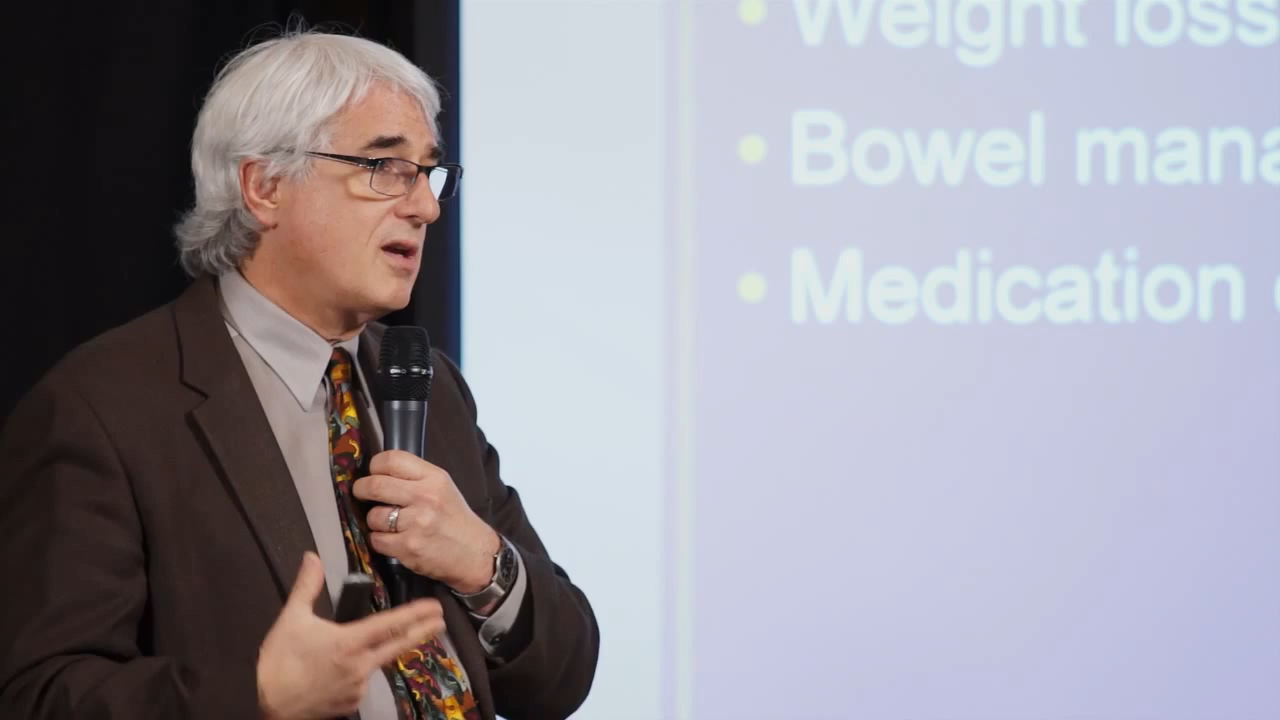 • Weight loss
• Bowel mana
• Medication